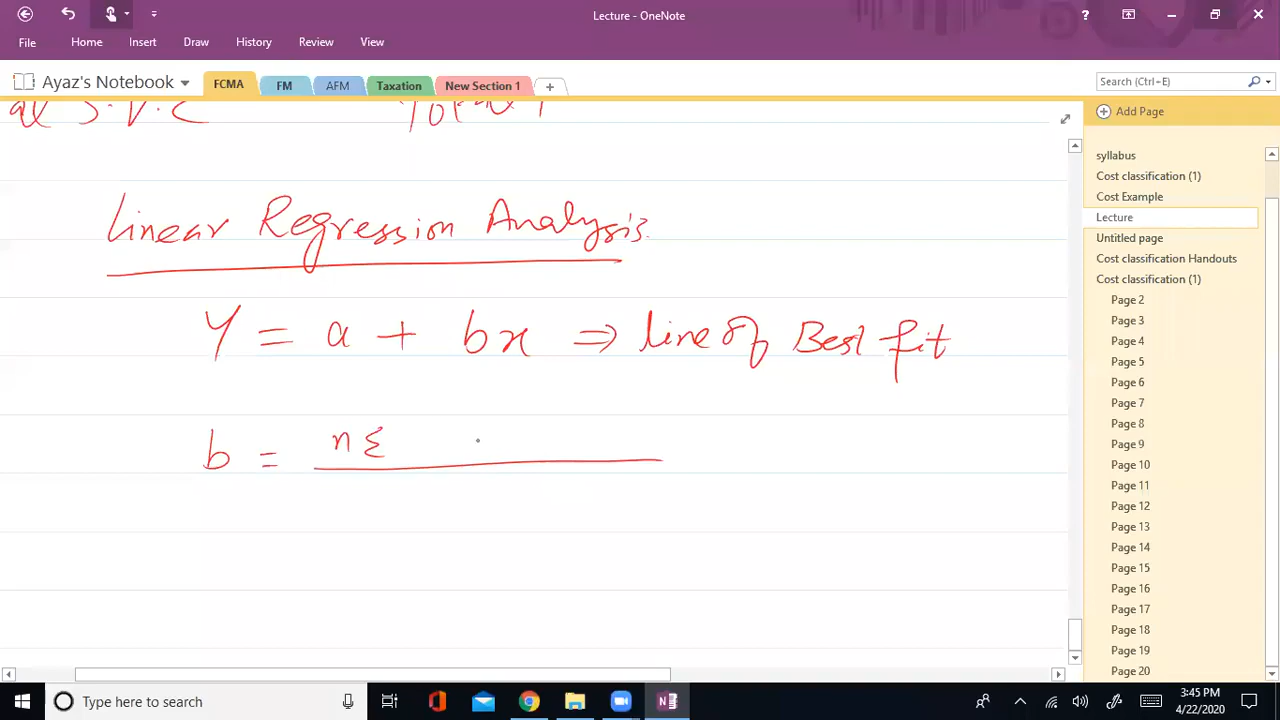 Lecture - OneNote
File Home Insert Draw History Review View
Ayaz's Notebook FCMA FM AFM Taxation New Section 1
Search (Ctrl+E)
Add Page
S.V.C
Linear Regression Analysis.
Y = a + bx ⇒ line of Best fit
b = nΣ
syllabus
Cost classification (1)
Cost Example
Lecture
Untitled page
Cost classification Handouts
Cost classification (1)
Page 2
Page 3
Page 4
Page 5
Page 6
Page 7
Page 8
Page 9
Page 10
Page 11
Page 12
Page 13
Page 14
Page 15
Page 16
Page 17
Page 18
Page 19
Page 20
Type here to search
3:45 PM
4/22/2020